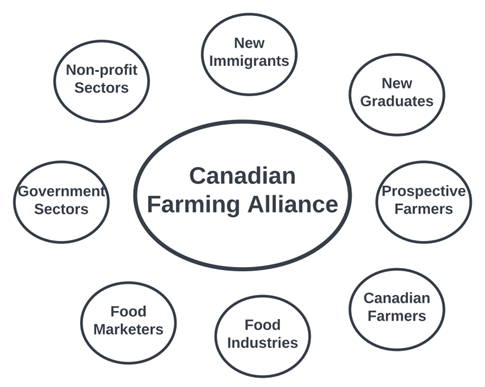 New
Immigrants
Non-profit
Sectors
New
Graduates
Canadian
Farming Alliance
Government
Sectors
Prospective
Farmers
Food
Marketers
Food
Industries
Canadian
Farmers